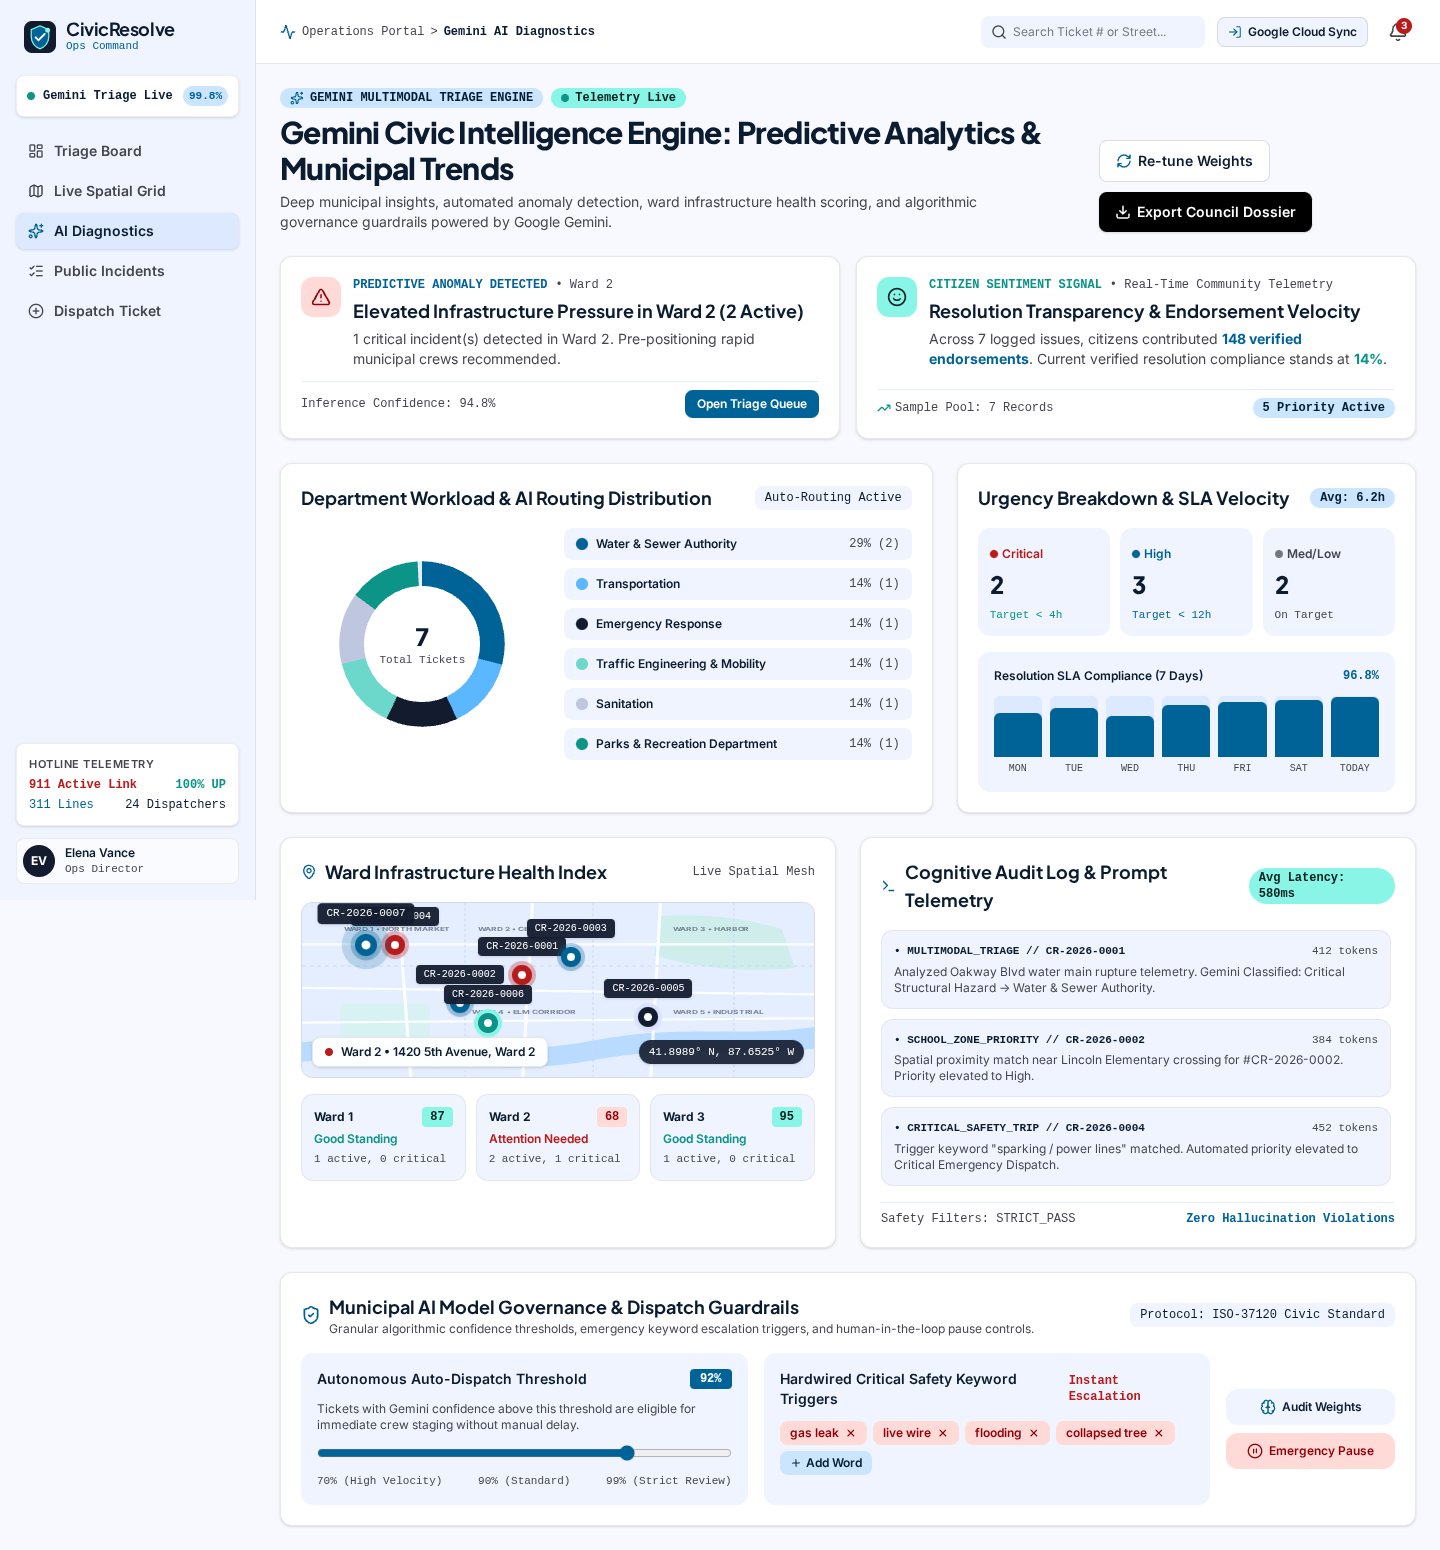 CivicResolve
Ops Command
Gemini Triage Live 99.8%
Triage Board
Live Spatial Grid
AI Diagnostics
Public Incidents
Dispatch Ticket
HOTLINE TELEMETRY
911 Active Link 100% UP
311 Lines 24 Dispatchers
EV
Elena Vance
Ops Director
Operations Portal > Gemini AI Diagnostics
Search Ticket # or Street...
Google Cloud Sync
3
GEMINI MULTIMODAL TRIAGE ENGINE
Telemetry Live
Gemini Civic Intelligence Engine: Predictive Analytics &
Municipal Trends
Deep municipal insights, automated anomaly detection, ward infrastructure health scoring, and algorithmic
governance guardrails powered by Google Gemini.
Re-tune Weights
Export Council Dossier
PREDICTIVE ANOMALY DETECTED • Ward 2
Elevated Infrastructure Pressure in Ward 2 (2 Active)
1 critical incident(s) detected in Ward 2. Pre-positioning rapid
municipal crews recommended.
Inference Confidence: 94.8%
Open Triage Queue
CITIZEN SENTIMENT SIGNAL • Real-Time Community Telemetry
Resolution Transparency & Endorsement Velocity
Across 7 logged issues, citizens contributed 148 verified
endorsements. Current verified resolution compliance stands at 14%.
Sample Pool: 7 Records
5 Priority Active
Department Workload & AI Routing Distribution
Auto-Routing Active
7
Total Tickets
Water & Sewer Authority 29% (2)
Transportation 14% (1)
Emergency Response 14% (1)
Traffic Engineering & Mobility 14% (1)
Sanitation 14% (1)
Parks & Recreation Department 14% (1)
Urgency Breakdown & SLA Velocity
Avg: 6.2h
Critical
2
Target < 4h
High
3
Target < 12h
Med/Low
2
On Target
Resolution SLA Compliance (7 Days) 96.8%
MON TUE WED THU FRI SAT TODAY
Ward Infrastructure Health Index
Live Spatial Mesh
CR-2026-0007
004
WARD 1 • NORTH MARKET
WARD 2 • CE
CR-2026-0003
WARD 3 • HARBOR
CR-2026-0001
CR-2026-0002
CR-2026-0006
CR-2026-0005
4 • ELM CORRIDOR
WARD 5 • INDUSTRIAL
Ward 2 • 1420 5th Avenue, Ward 2
41.8989° N, 87.6525° W
Ward 1 87
Good Standing
1 active, 0 critical
Ward 2 68
Attention Needed
2 active, 1 critical
Ward 3 95
Good Standing
1 active, 0 critical
Cognitive Audit Log & Prompt
Telemetry
Avg Latency:
580ms
• MULTIMODAL_TRIAGE // CR-2026-0001 412 tokens
Analyzed Oakway Blvd water main rupture telemetry. Gemini Classified: Critical
Structural Hazard → Water & Sewer Authority.
• SCHOOL_ZONE_PRIORITY // CR-2026-0002 384 tokens
Spatial proximity match near Lincoln Elementary crossing for #CR-2026-0002.
Priority elevated to High.
• CRITICAL_SAFETY_TRIP // CR-2026-0004 452 tokens
Trigger keyword "sparking / power lines" matched. Automated priority elevated to
Critical Emergency Dispatch.
Safety Filters: STRICT_PASS
Zero Hallucination Violations
Municipal AI Model Governance & Dispatch Guardrails
Granular algorithmic confidence thresholds, emergency keyword escalation triggers, and human-in-the-loop pause controls.
Protocol: ISO-37120 Civic Standard
Autonomous Auto-Dispatch Threshold 92%
Tickets with Gemini confidence above this threshold are eligible for
immediate crew staging without manual delay.
70% (High Velocity) 90% (Standard) 99% (Strict Review)
Hardwired Critical Safety Keyword
Triggers
Instant
Escalation
gas leak ×
live wire ×
flooding ×
collapsed tree ×
+ Add Word
Audit Weights
Emergency Pause